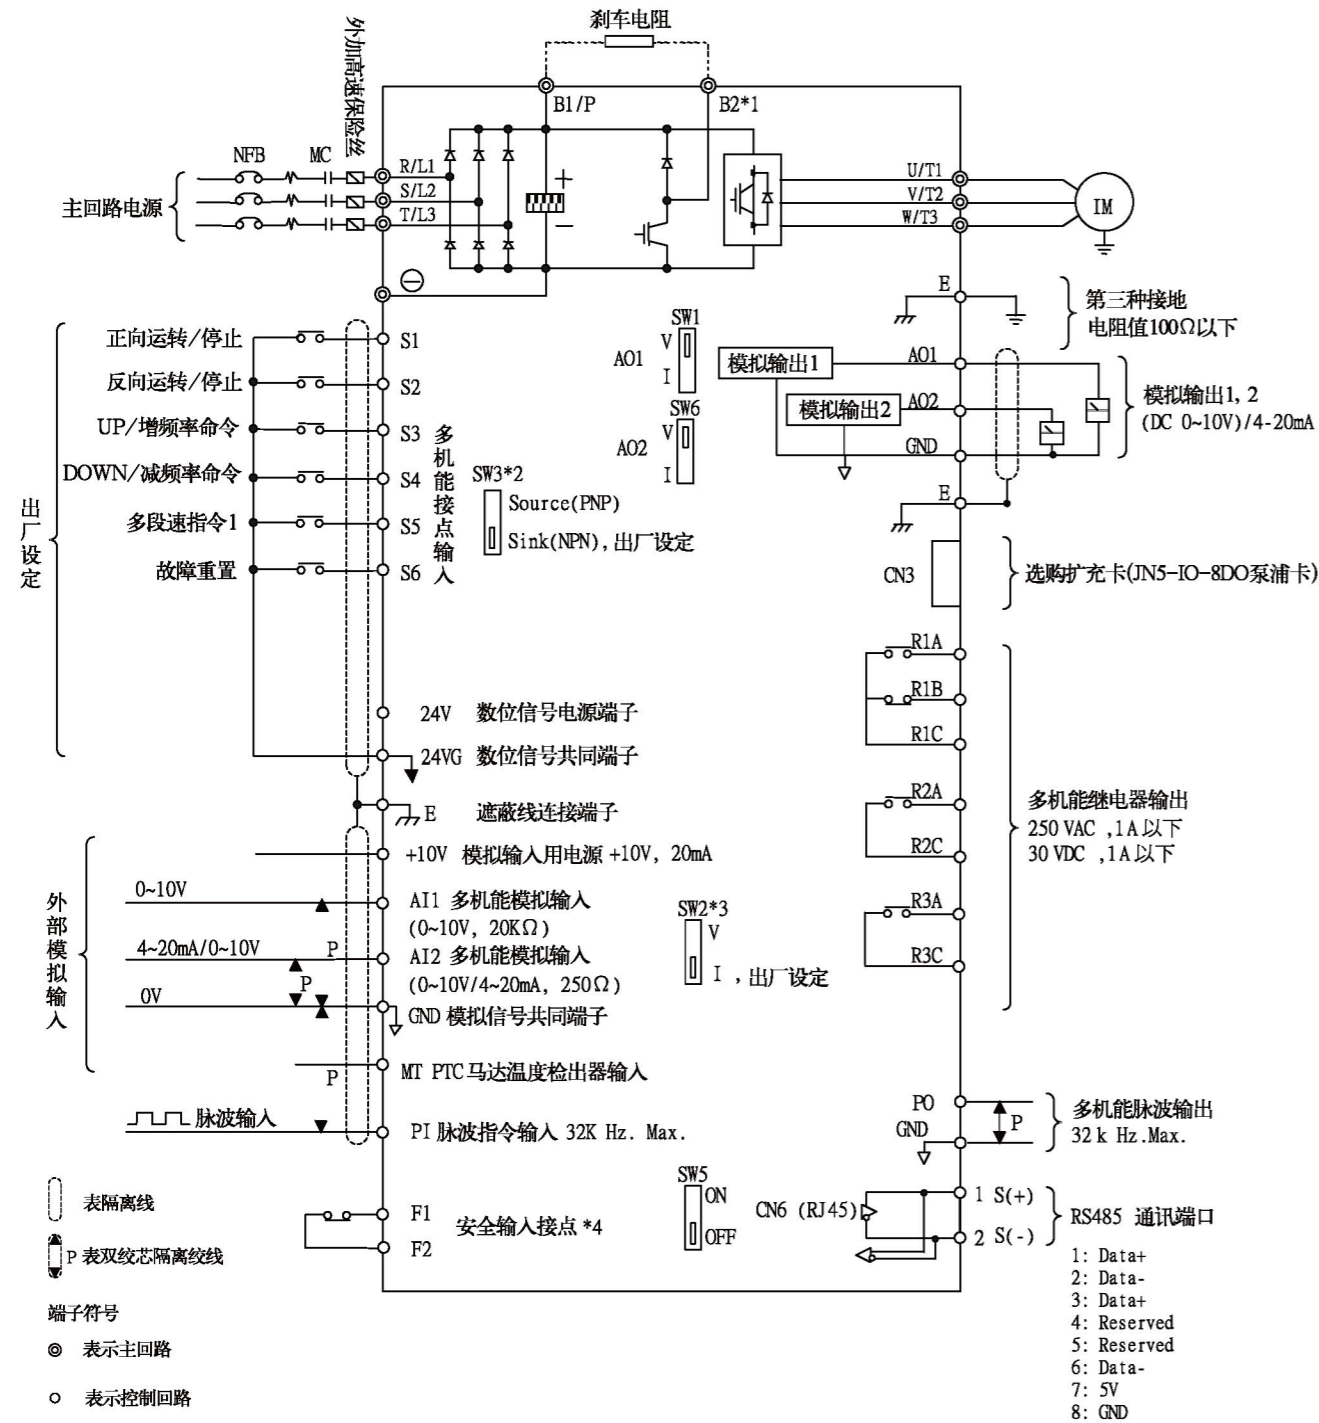 刹车电阻
外加高速保险丝
B1/P
B2*1
NFB
MC
主回路电源
R/L1
S/L2
T/L3
+
−
U/T1
V/T2
W/T3
IM
E
第三种接地
电阻值100Ω以下
出厂设定
正向运转/停止
S1
反向运转/停止
S2
UP/增频率命令
S3
DOWN/减频率命令
S4
多段速指令1
S5
故障重置
S6
多机能接点输入
SW1
AO1
V
I
SW6
AO2
V
I
SW3*2
Source(PNP)
Sink(NPN), 出厂设定
模拟输出1
AO1
模拟输出2
AO2
GND
模拟输出1, 2
(DC 0~10V)/4-20mA
E
CN3
选购扩充卡(JN5-IO-8DO泵浦卡)
R1A
R1B
R1C
R2A
R2C
R3A
R3C
多机能继电器输出
250 VAC ,1A以下
30 VDC ,1A以下
24V 数位信号电源端子
24VG 数位信号共同端子
E 遮蔽线连接端子
外部模拟输入
+10V 模拟输入用电源 +10V, 20mA
0~10V
AI1 多机能模拟输入
(0~10V, 20KΩ)
4~20mA/0~10V
P
AI2 多机能模拟输入
(0~10V/4~20mA, 250Ω)
P
0V
GND 模拟信号共同端子
SW2*3
V
I , 出厂设定
P
MT PTC马达温度检出器输入
脉波输入
PI 脉波指令输入 32K Hz. Max.
PO
GND
P
多机能脉波输出
32 k Hz.Max.
F1
F2
安全输入接点 *4
SW5
ON
OFF
CN6 (RJ45)
1 S(+)
2 S(-)
RS485 通讯端口
1: Data+
2: Data-
3: Data+
4: Reserved
5: Reserved
6: Data-
7: 5V
8: GND
表隔离线
P 表双绞芯隔离绞线
端子符号
表示主回路
表示控制回路